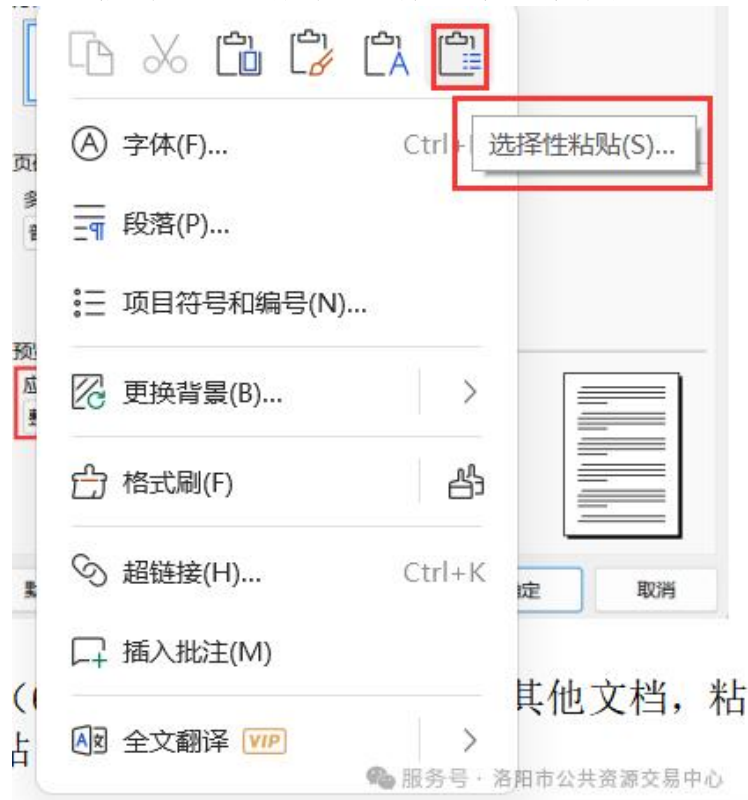 字体(F)...
Ctrl+
选择性粘贴(S)...
段落(P)...
项目符号和编号(N)...
更换背景(B)...
格式刷(F)
超链接(H)...
Ctrl+K
取消
插入批注(M)
其他文档，粘
全文翻译 VIP
服务号·洛阳市公共资源交易中心